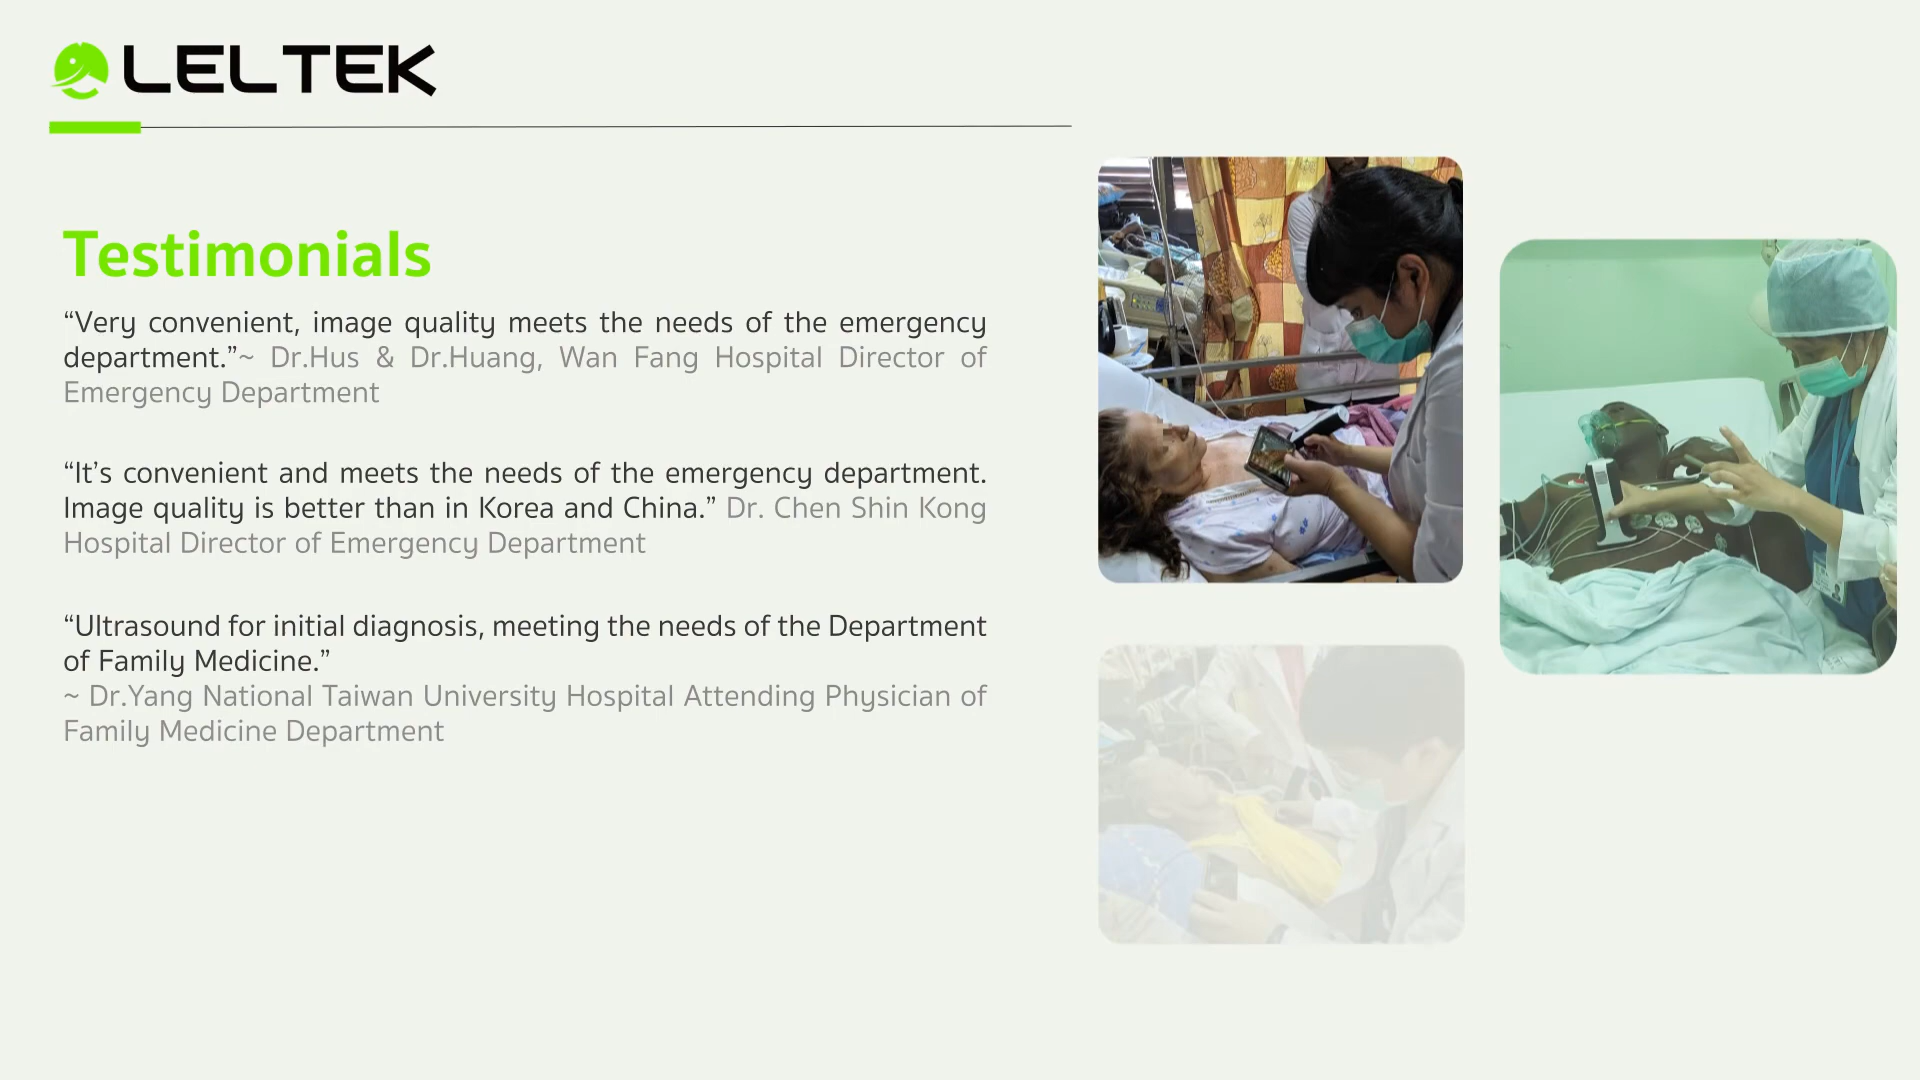 LELTEK
Testimonials
“Very convenient, image quality meets the needs of the emergency
department.”~ Dr.Hus & Dr.Huang, Wan Fang Hospital Director of
Emergency Department
“It’s convenient and meets the needs of the emergency department.
Image quality is better than in Korea and China.” Dr. Chen Shin Kong
Hospital Director of Emergency Department
“Ultrasound for initial diagnosis, meeting the needs of the Department
of Family Medicine.”
~ Dr.Yang National Taiwan University Hospital Attending Physician of
Family Medicine Department